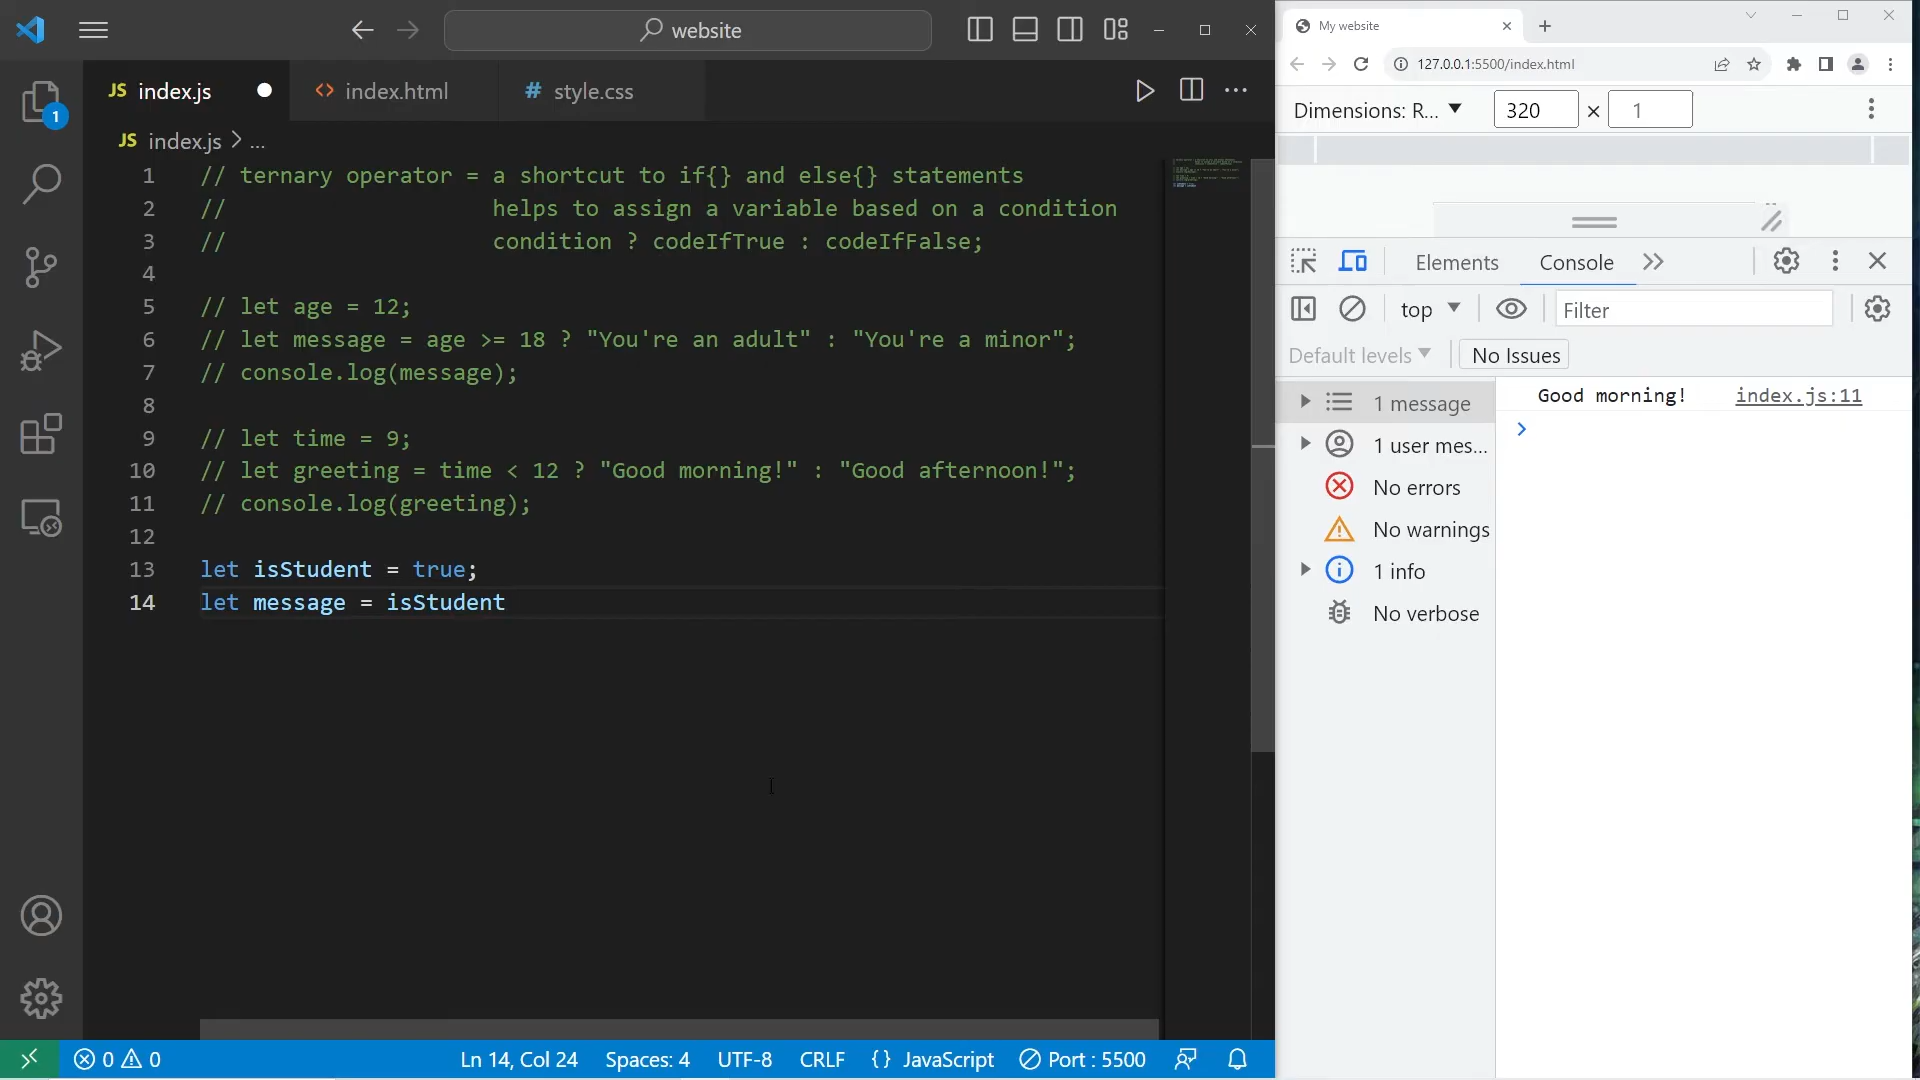 website
My website
127.0.0.1:5500/index.html
JS index.js
<> index.html
# style.css
Dimensions: R...
320 × 1
JS index.js > ...
1 // ternary operator = a shortcut to if{} and else{} statements
2 // helps to assign a variable based on a condition
3 // condition ? codeIfTrue : codeIfFalse;
4
5 // let age = 12;
6 // let message = age >= 18 ? "You're an adult" : "You're a minor";
7 // console.log(message);
8
9 // let time = 9;
10 // let greeting = time < 12 ? "Good morning!" : "Good afternoon!";
11 // console.log(greeting);
12
13 let isStudent = true;
14 let message = isStudent
1
Elements
Console
top
Filter
Default levels
No Issues
1 message
1 user mes...
No errors
No warnings
1 info
No verbose
Good morning! index.js:11
0 0
Ln 14, Col 24
Spaces: 4
UTF-8
CRLF
{} JavaScript
Port : 5500